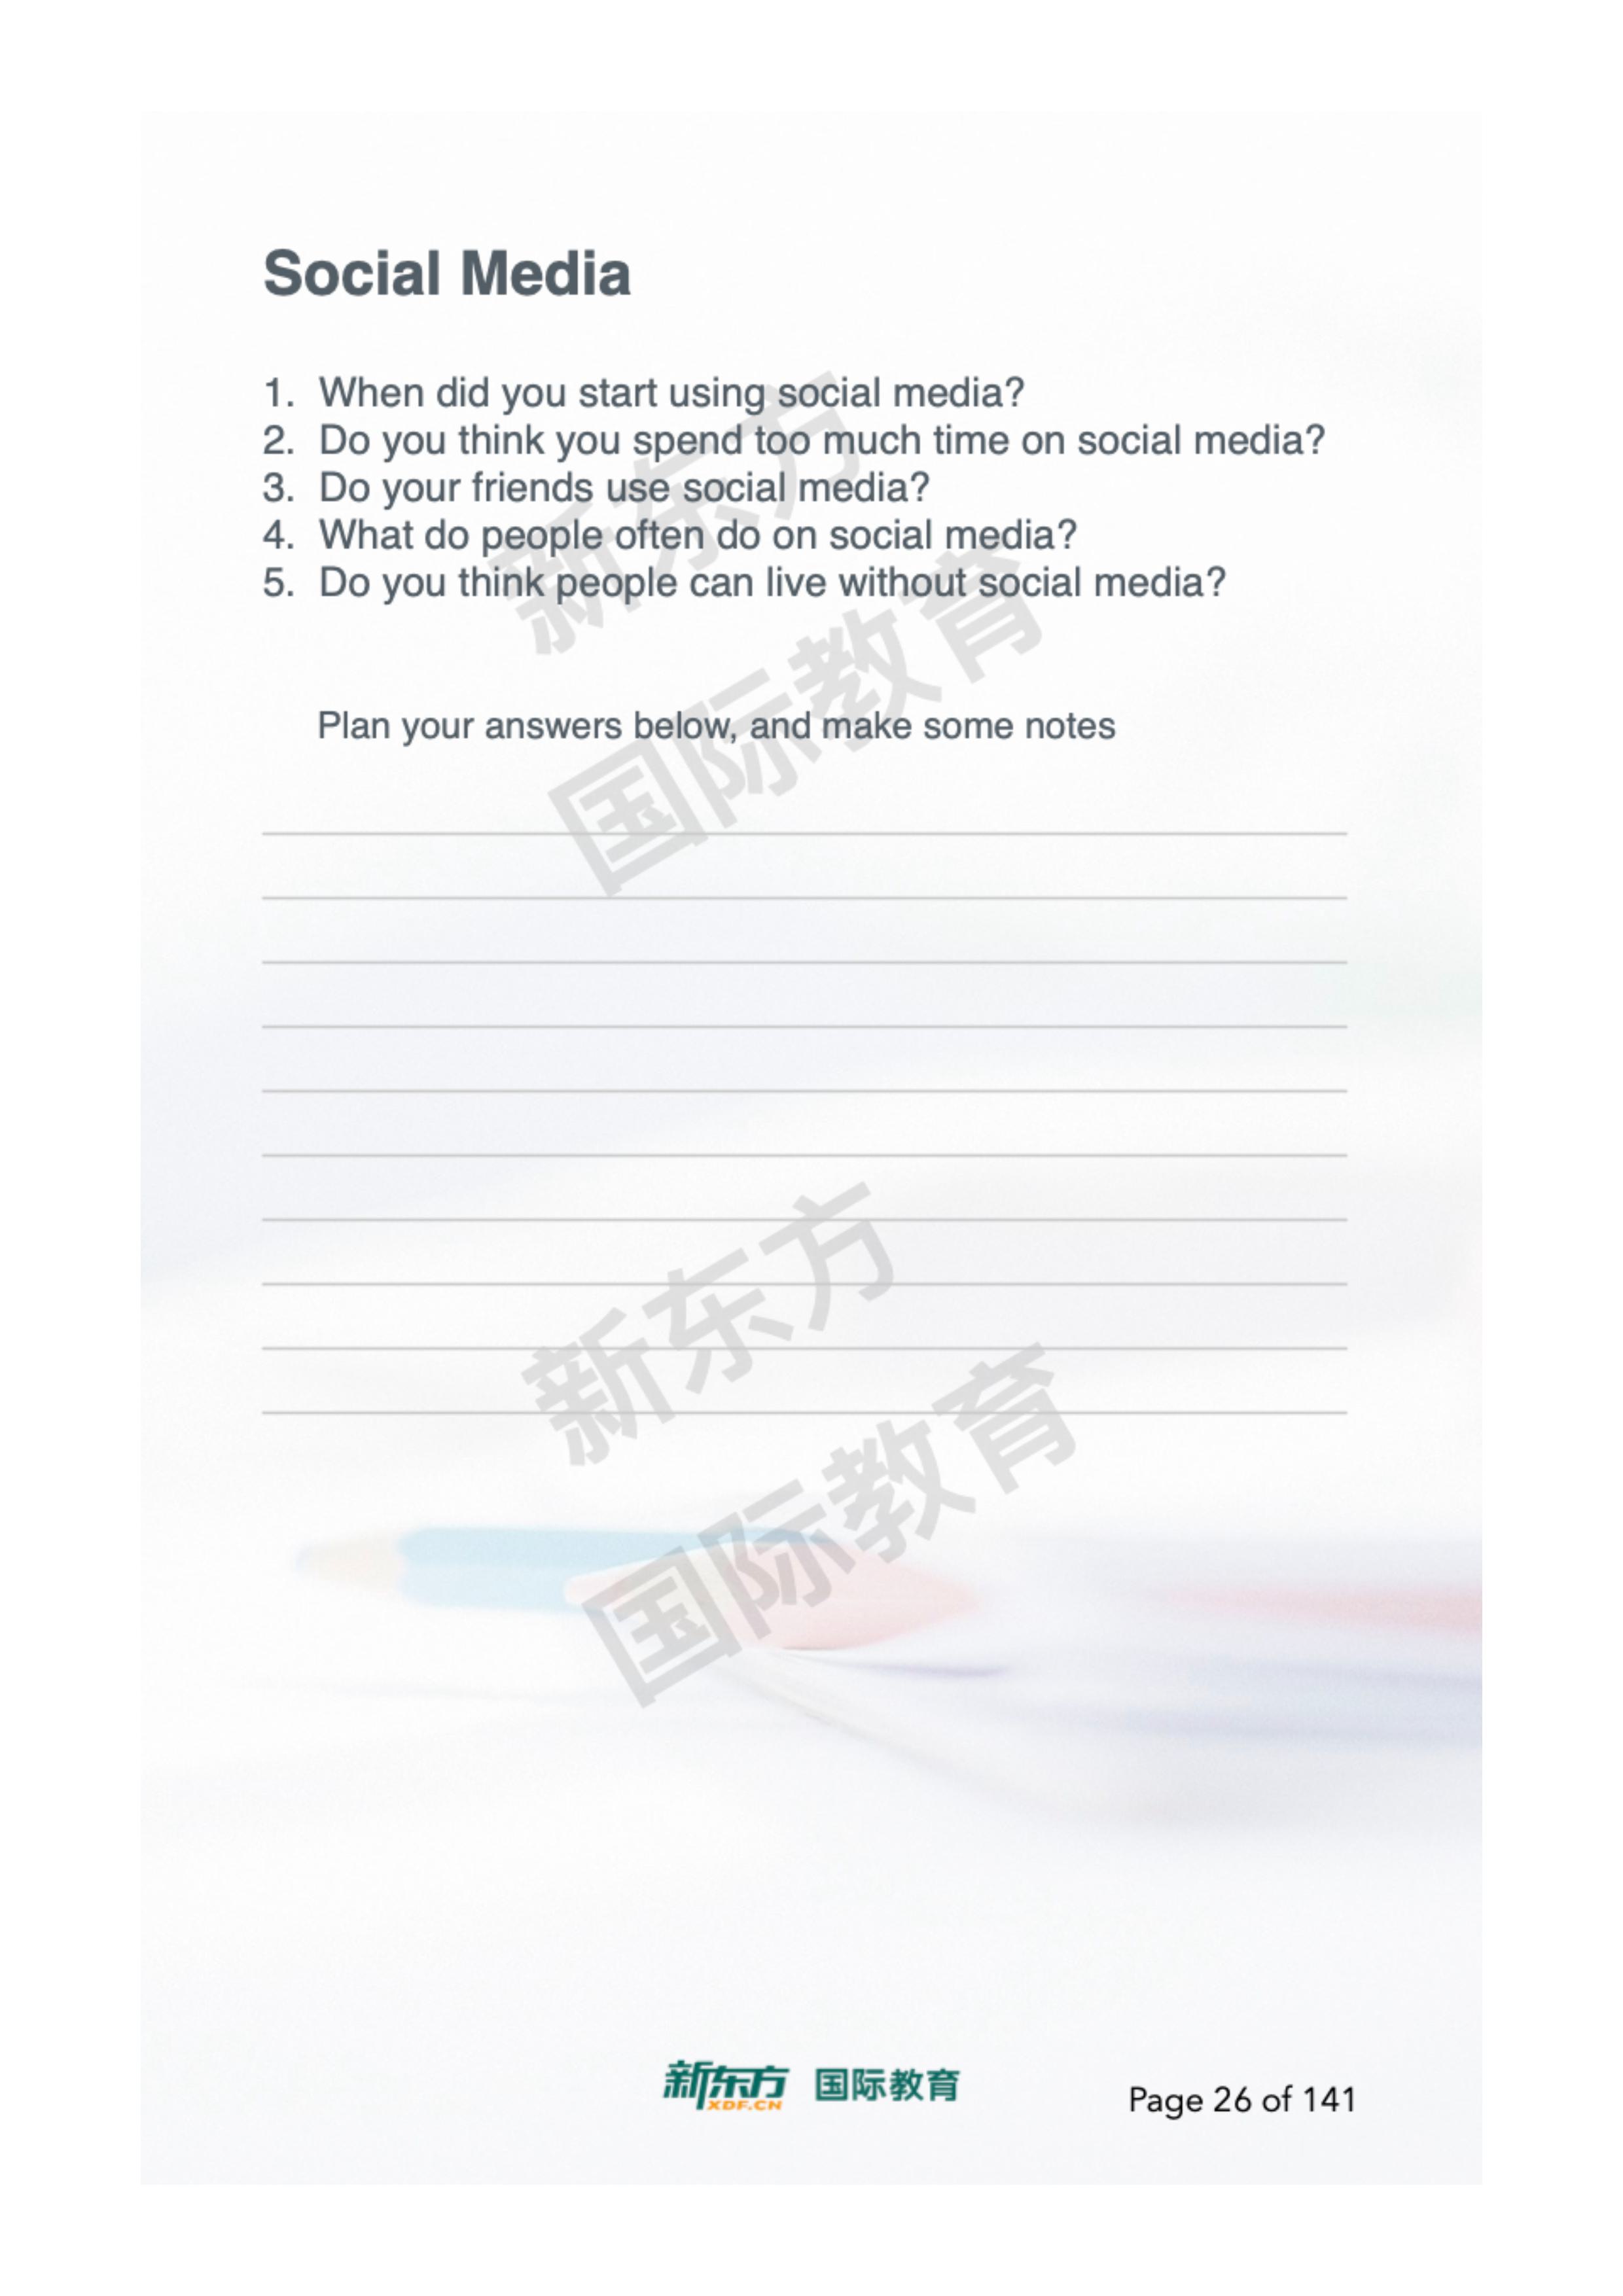 Social Media
1. When did you start using social media?
2. Do you think you spend too much time on social media?
3. Do your friends use social media?
4. What do people often do on social media?
5. Do you think people can live without social media?
Plan your answers below, and make some notes
新东方
国际教育
新东方
国际教育
新东方 国际教育
XDF.CN
Page 26 of 141